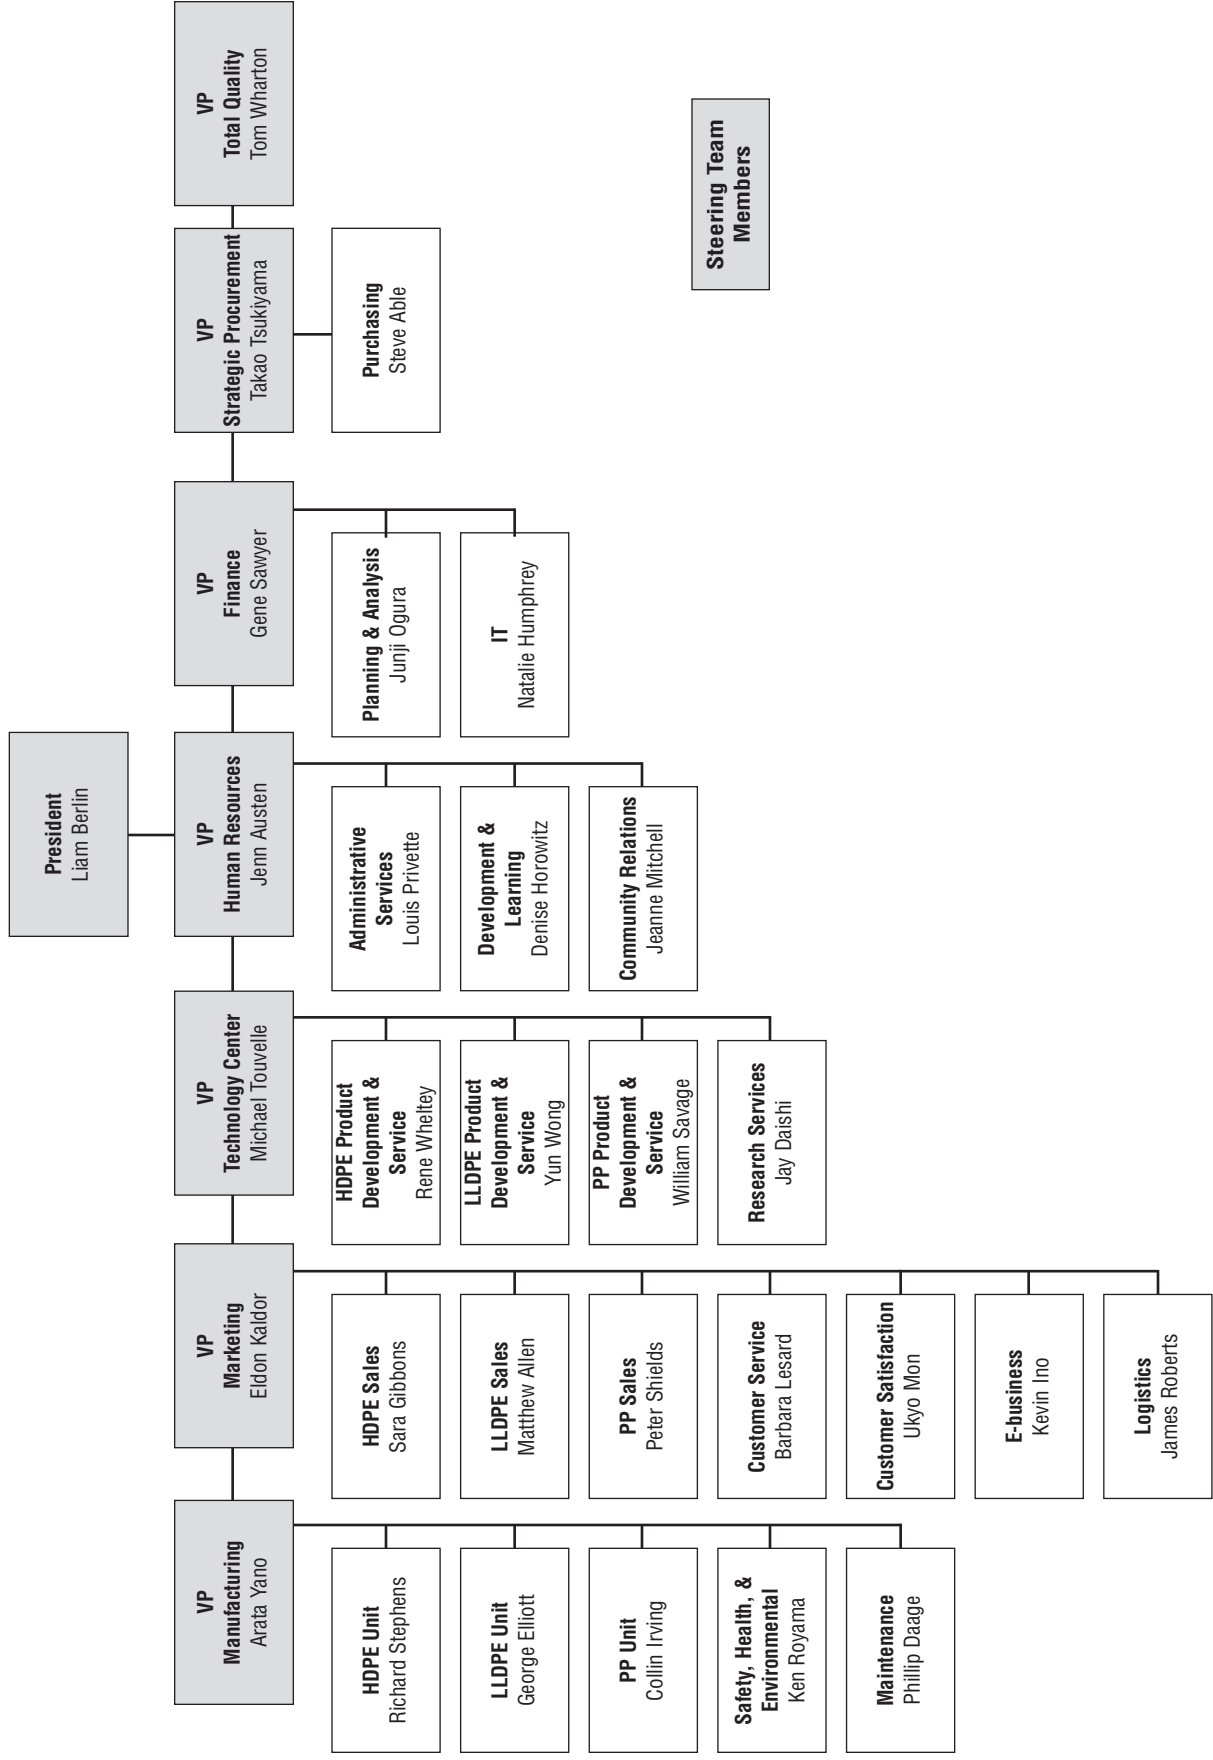 President
Liam Berlin
VP
Manufacturing
Arata Yano
VP
Marketing
Eldon Kaldor
VP
Technology Center
Michael Touvelle
VP
Human Resources
Jenn Austen
VP
Finance
Gene Sawyer
VP
Strategic Procurement
Takao Tsukiyama
VP
Total Quality
Tom Wharton
HDPE Unit
Richard Stephens
LLDPE Unit
George Elliott
PP Unit
Collin Irving
Safety, Health, &
Environmental
Ken Royama
Maintenance
Phillip Daage
HDPE Sales
Sara Gibbons
LLDPE Sales
Matthew Allen
PP Sales
Peter Shields
Customer Service
Barbara Lesard
Customer Satisfaction
Ukyo Mon
E-business
Kevin Ino
Logistics
James Roberts
HDPE Product
Development &
Service
Rene Wheltey
LLDPE Product
Development &
Service
Yun Wong
PP Product
Development &
Service
William Savage
Research Services
Jay Daishi
Administrative
Services
Louis Privette
Development &
Learning
Denise Horowitz
Community Relations
Jeanne Mitchell
Planning & Analysis
Junji Ogura
IT
Natalie Humphrey
Purchasing
Steve Able
Steering Team
Members